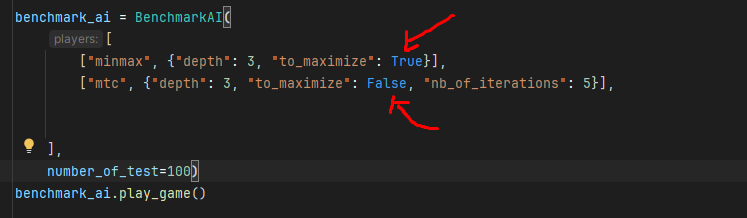 benchmark_ai = BenchmarkAI(
players: [
["minmax", {"depth": 3, "to_maximize": True}],
["mtc", {"depth": 3, "to_maximize": False, "nb_of_iterations": 5}],
],
number_of_test=100)
benchmark_ai.play_game()